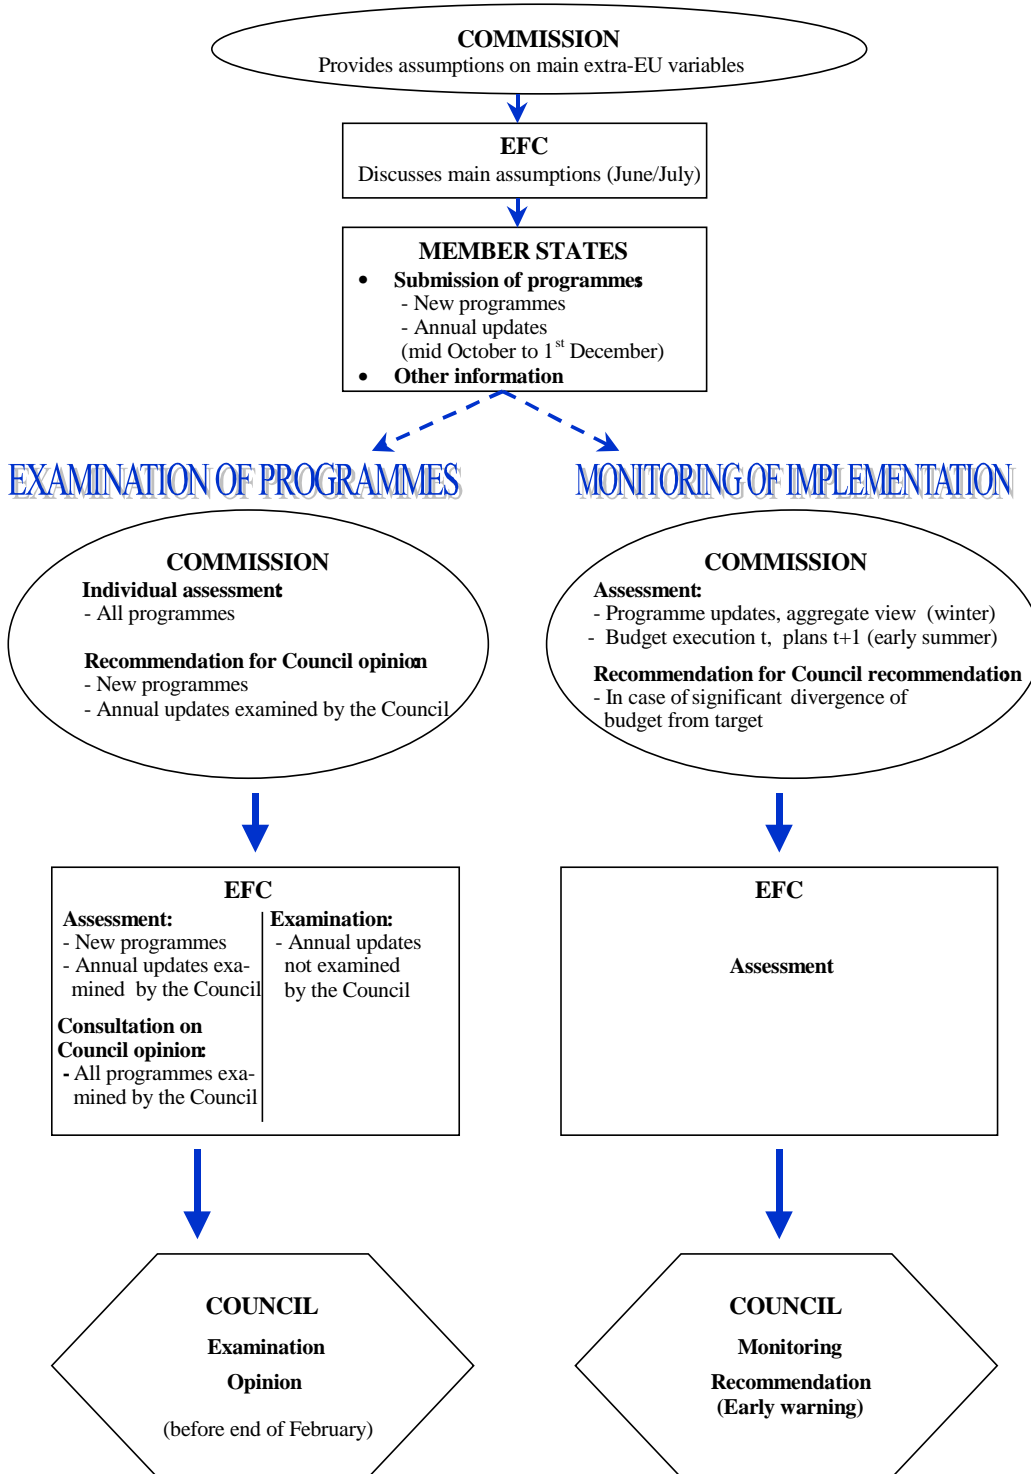 COMMISSION
Provides assumptions on main extra-EU variables
EFC
Discusses main assumptions (June/July)
MEMBER STATES
• Submission of programmes:
- New programmes
- Annual updates
(mid October to 1st December)
• Other information
EXAMINATION OF PROGRAMMES
COMMISSION
Individual assessment:
- All programmes
Recommendation for Council opinion:
- New programmes
- Annual updates examined by the Council
EFC
Assessment:
- New programmes
- Annual updates exa-
mined by the Council
Consultation on
Council opinion:
- All programmes exa-
mined by the Council
Examination:
- Annual updates
not examined
by the Council
COUNCIL
Examination
Opinion
(before end of February)
MONITORING OF IMPLEMENTATION
COMMISSION
Assessment:
- Programme updates, aggregate view (winter)
- Budget execution t, plans t+1 (early summer)
Recommendation for Council recommendation:
- In case of significant divergence of
budget from target
EFC
Assessment
COUNCIL
Monitoring
Recommendation
(Early warning)